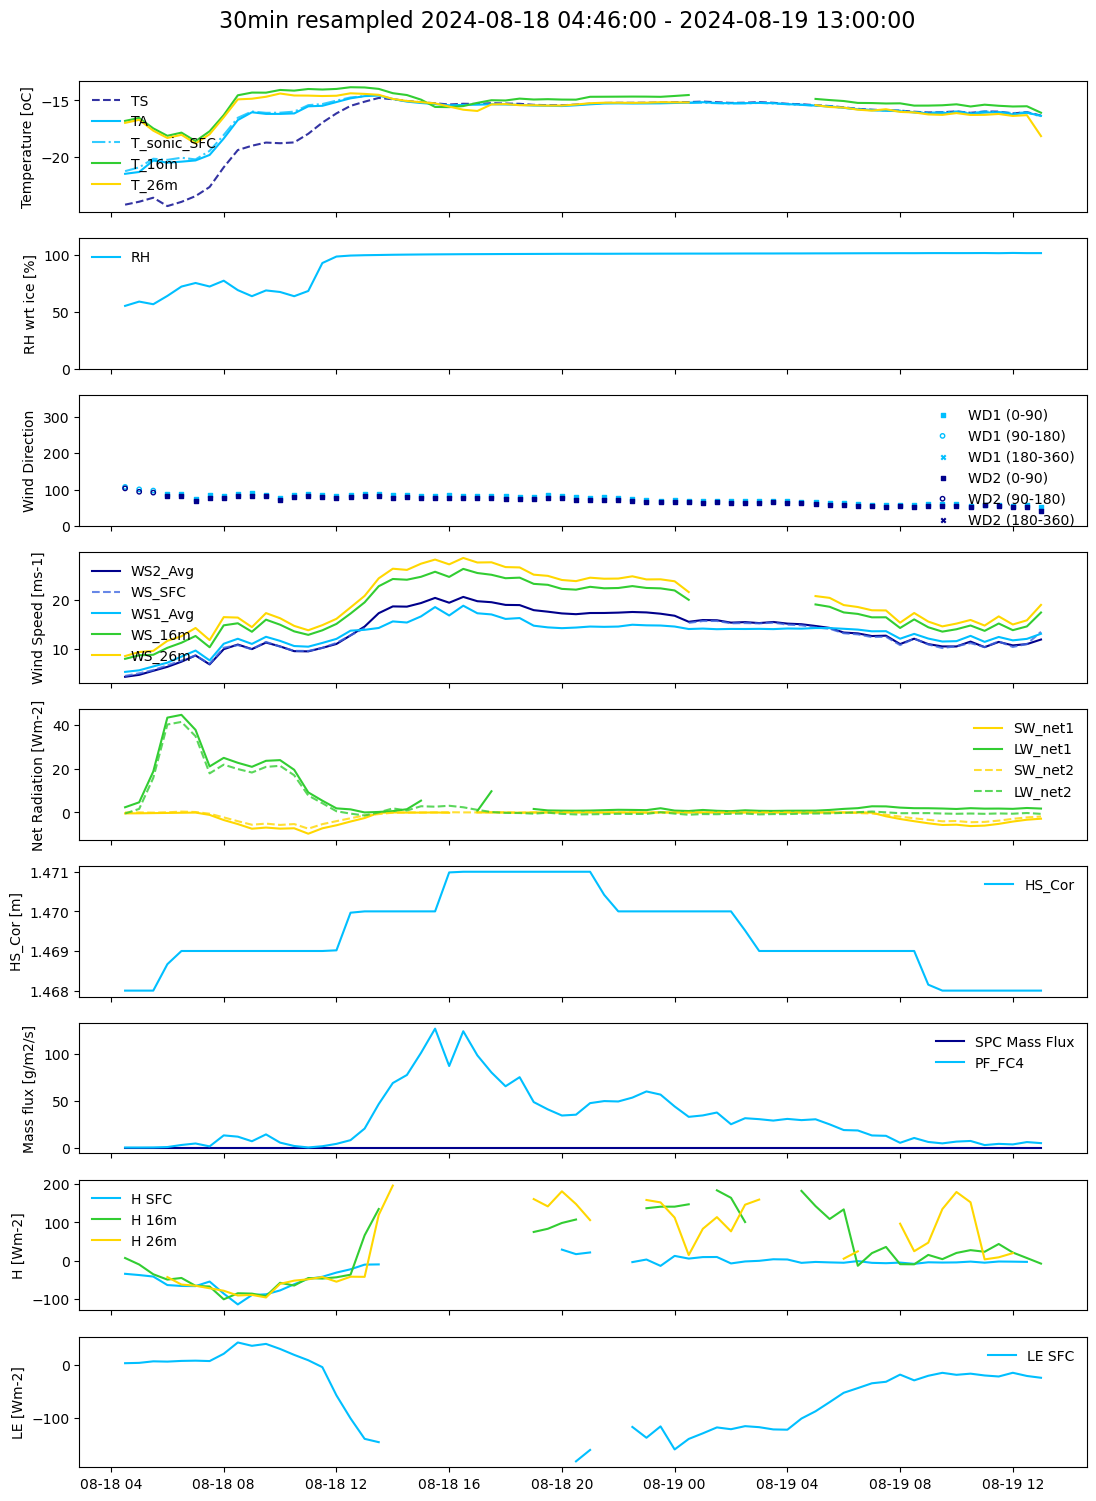 30min resampled 2024-08-18 04:46:00 - 2024-08-19 13:00:00
Temperature [oC]
−15
−20
TS
TA
T_sonic_SFC
T_16m
T_26m
RH wrt ice [%]
100
50
0
RH
Wind Direction
300
200
100
0
WD1 (0-90)
WD1 (90-180)
WD1 (180-360)
WD2 (0-90)
WD2 (90-180)
WD2 (180-360)
Wind Speed [ms-1]
20
10
WS2_Avg
WS_SFC
WS1_Avg
WS_16m
WS_26m
Net Radiation [Wm-2]
40
20
0
SW_net1
LW_net1
SW_net2
LW_net2
HS_Cor [m]
1.471
1.470
1.469
1.468
HS_Cor
Mass flux [g/m2/s]
100
50
0
SPC Mass Flux
PF_FC4
H [Wm-2]
200
100
0
−100
H SFC
H 16m
H 26m
LE [Wm-2]
0
−100
LE SFC
08-18 04 08-18 08 08-18 12 08-18 16 08-18 20 08-19 00 08-19 04 08-19 08 08-19 12